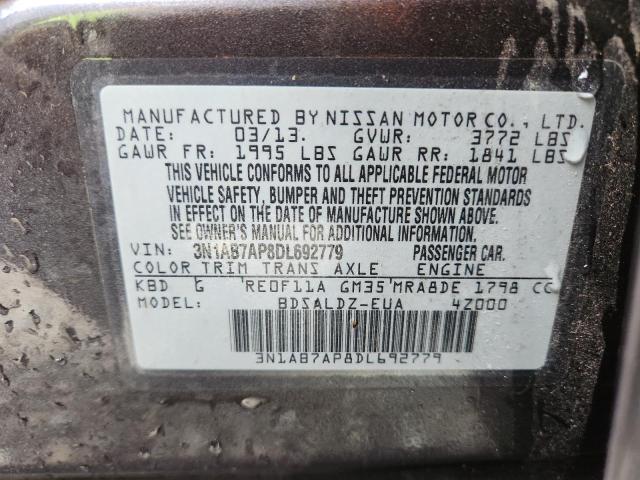 MANUFACTURED BY NISSAN MOTOR CO., LTD.
DATE: 03/13. GVWR: 3772 LBS
GAWR FR: 1995 LBS GAWR RR: 1841 LBS
THIS VEHICLE CONFORMS TO ALL APPLICABLE FEDERAL MOTOR
VEHICLE SAFETY, BUMPER AND THEFT PREVENTION STANDARDS
IN EFFECT ON THE DATE OF MANUFACTURE SHOWN ABOVE.
SEE OWNER'S MANUAL FOR ADDITIONAL INFORMATION.
VIN: 3N1AB7AP8DL692779 PASSENGER CAR.
COLOR TRIM TRANS AXLE ENGINE
KBD G RE0F11A GM35 MRA8DE 1798 CC
MODEL: BDSALDZ-EUA 4Z000
3N1AB7AP8DL692779